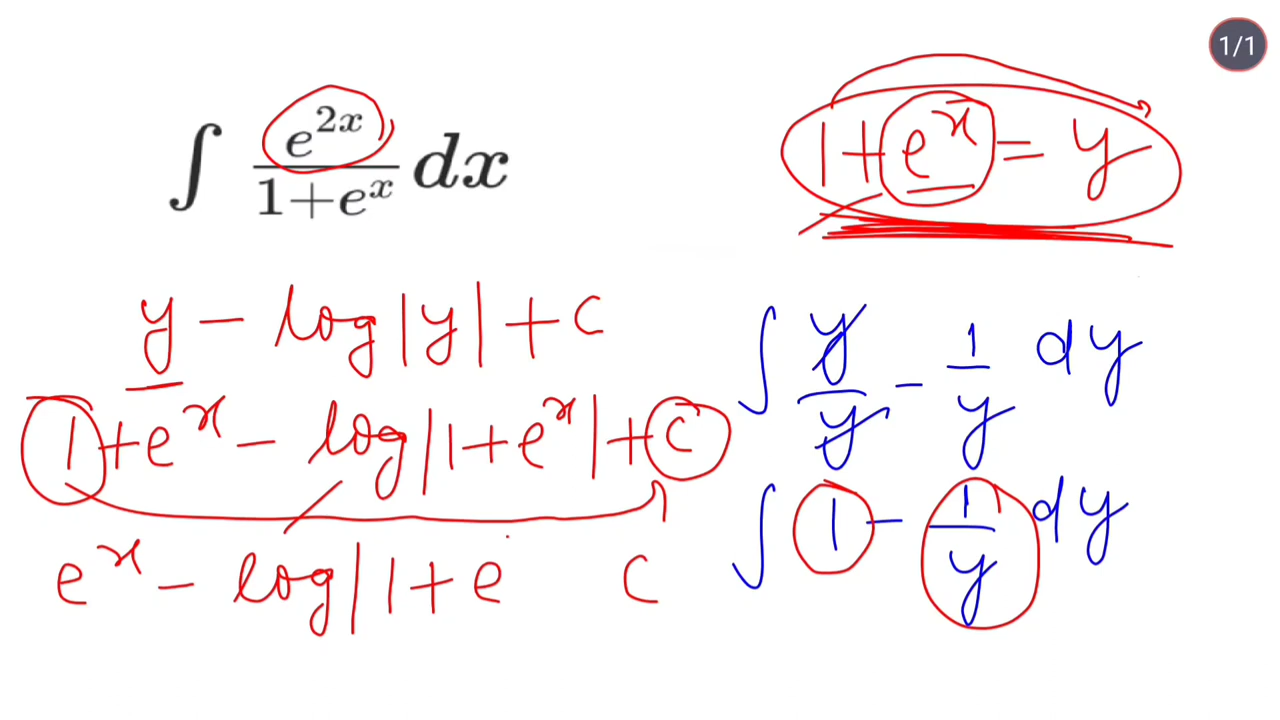 1/1
∫ e^{2x}/(1+e^x) dx
1 + e^x = y
y − log|y| + c
1 + e^x − log|1 + e^x| + c
e^x − log|1 + e   c
∫ y/y − 1/y dy
∫ 1 − 1/y dy